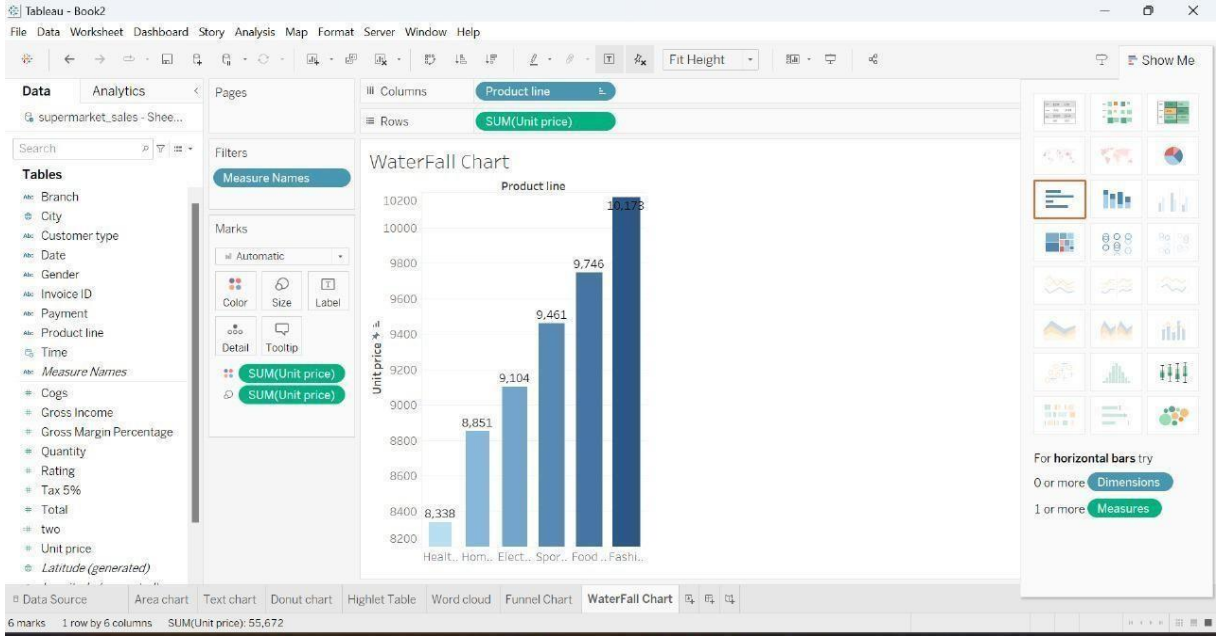 Tableau - Book2
File Data Worksheet Dashboard Story Analysis Map Format Server Window Help
Fit Height
Show Me
Data Analytics
supermarket_sales - Shee...
Search
Tables
Abc Branch
City
Abc Customer type
Abc Date
Abc Gender
Abc Invoice ID
Abc Payment
Abc Product line
Time
Abc Measure Names
# Cogs
# Gross Income
# Gross Margin Percentage
# Quantity
# Rating
# Tax 5%
# Total
# two
# Unit price
Latitude (generated)
Pages
Filters
Measure Names
Marks
Automatic
Color Size Label
Detail Tooltip
SUM(Unit price)
SUM(Unit price)
Columns Product line
Rows SUM(Unit price)
WaterFall Chart
Product line
Unit price
10200
10000
9800
9600
9400
9200
9000
8800
8600
8400
8200
8,338
8,851
9,104
9,461
9,746
10,173
Healt.. Hom.. Elect.. Spor.. Food .. Fashi..
For horizontal bars try
0 or more Dimensions
1 or more Measures
Data Source Area chart Text chart Donut chart Highlet Table Word cloud Funnel Chart WaterFall Chart
6 marks 1 row by 6 columns SUM(Unit price): 55,672